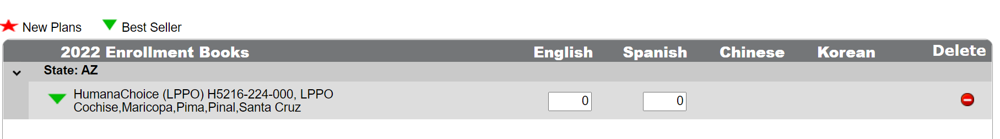 New Plans Best Seller
2022 Enrollment Books English Spanish Chinese Korean Delete
State: AZ
HumanaChoice (LPPO) H5216-224-000, LPPO
Cochise,Maricopa,Pima,Pinal,Santa Cruz
0 0